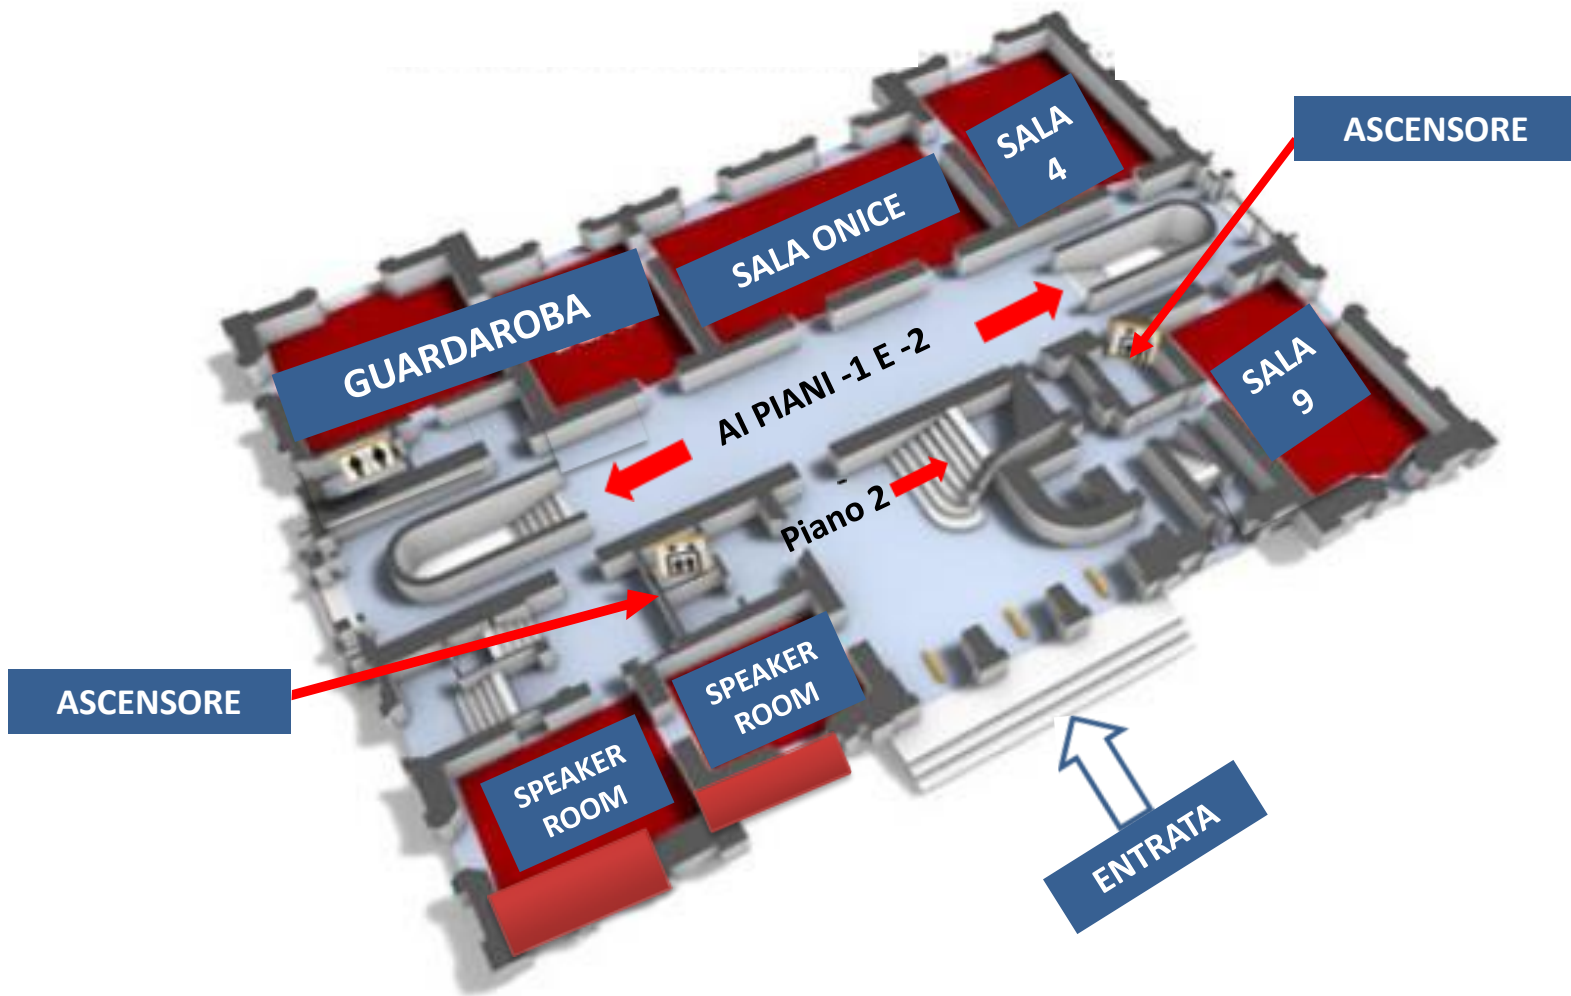 SALA
4
ASCENSORE
SALA ONICE
GUARDAROBA
AI PIANI -1 E -2
SALA
9
-
Piano 2
SPEAKER
ROOM
ASCENSORE
SPEAKER
ROOM
ENTRATA